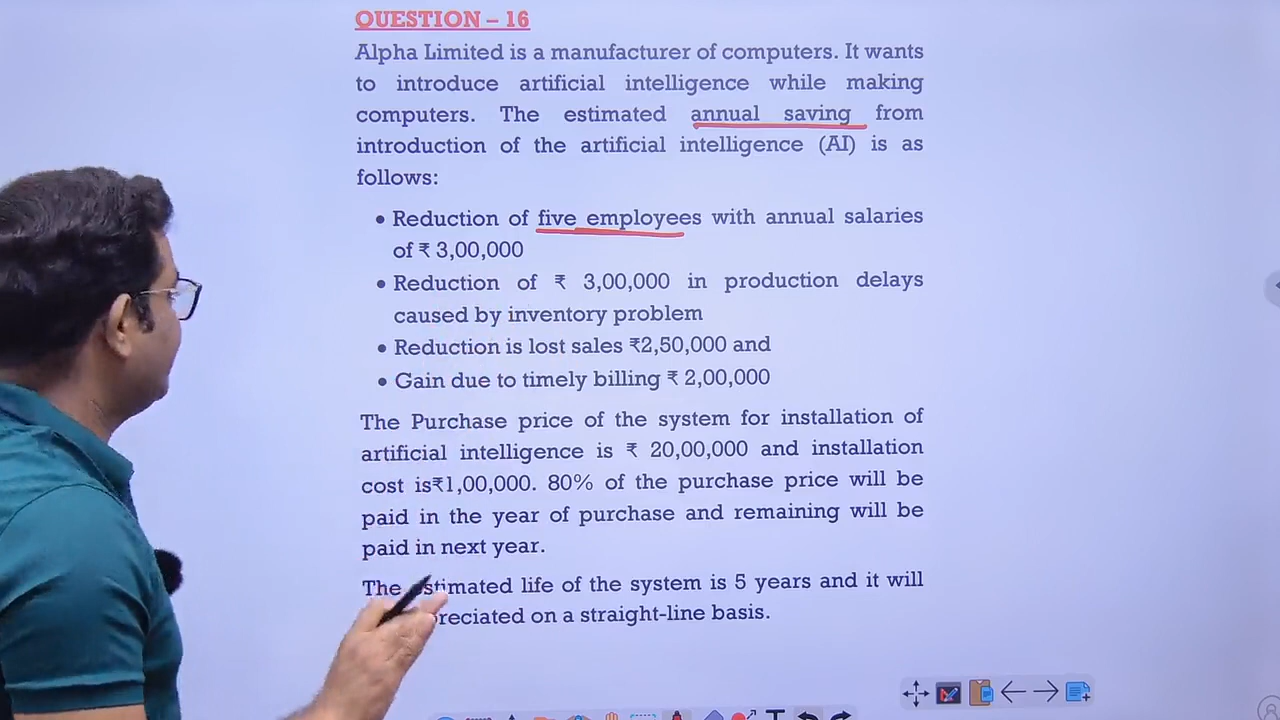 QUESTION – 16
Alpha Limited is a manufacturer of computers. It wants
to introduce artificial intelligence while making
computers. The estimated annual saving from
introduction of the artificial intelligence (AI) is as
follows:
• Reduction of five employees with annual salaries
of ₹ 3,00,000
• Reduction of ₹ 3,00,000 in production delays
caused by inventory problem
• Reduction is lost sales ₹2,50,000 and
• Gain due to timely billing ₹ 2,00,000
The Purchase price of the system for installation of
artificial intelligence is ₹ 20,00,000 and installation
cost is₹1,00,000. 80% of the purchase price will be
paid in the year of purchase and remaining will be
paid in next year.
The estimated life of the system is 5 years and it will
on a straight-line basis.